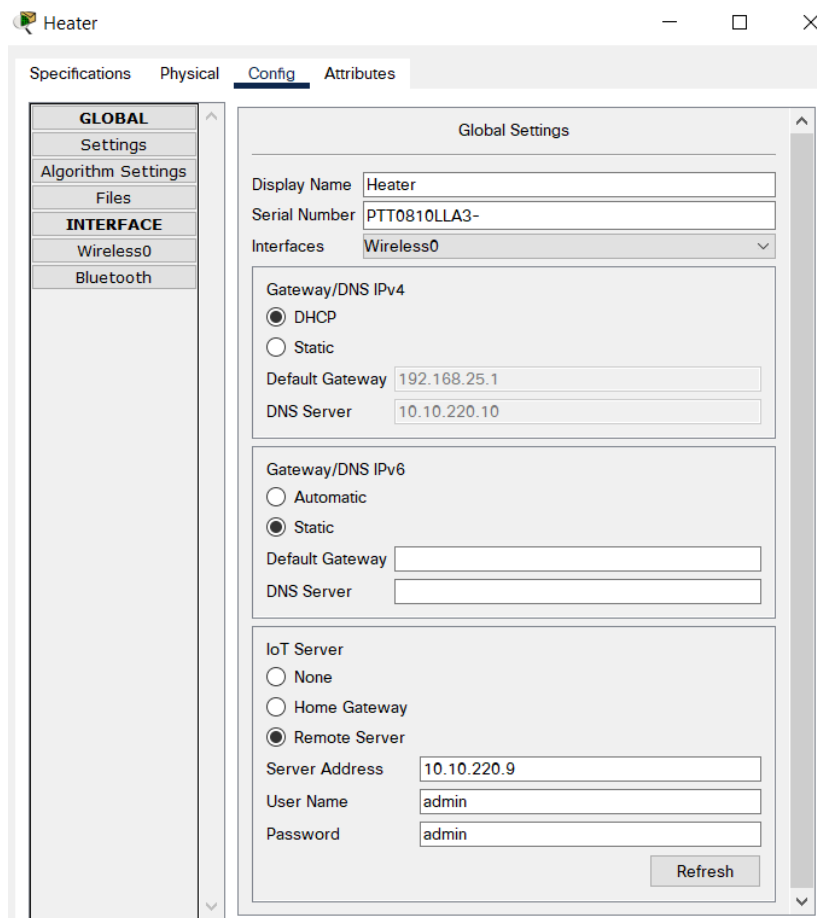 Heater
Specifications Physical Config Attributes
GLOBAL
Settings
Algorithm Settings
Files
INTERFACE
Wireless0
Bluetooth
Global Settings
Display Name Heater
Serial Number PTT0810LLA3-
Interfaces Wireless0
Gateway/DNS IPv4
DHCP
Static
Default Gateway 192.168.25.1
DNS Server 10.10.220.10
Gateway/DNS IPv6
Automatic
Static
Default Gateway
DNS Server
IoT Server
None
Home Gateway
Remote Server
Server Address 10.10.220.9
User Name admin
Password admin
Refresh